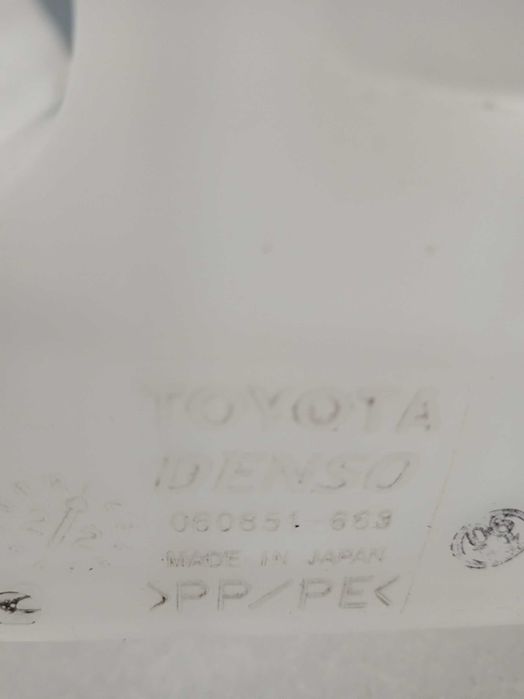 TOYOTA
DENSO
060851-663
MADE IN JAPAN
>PP/PE<